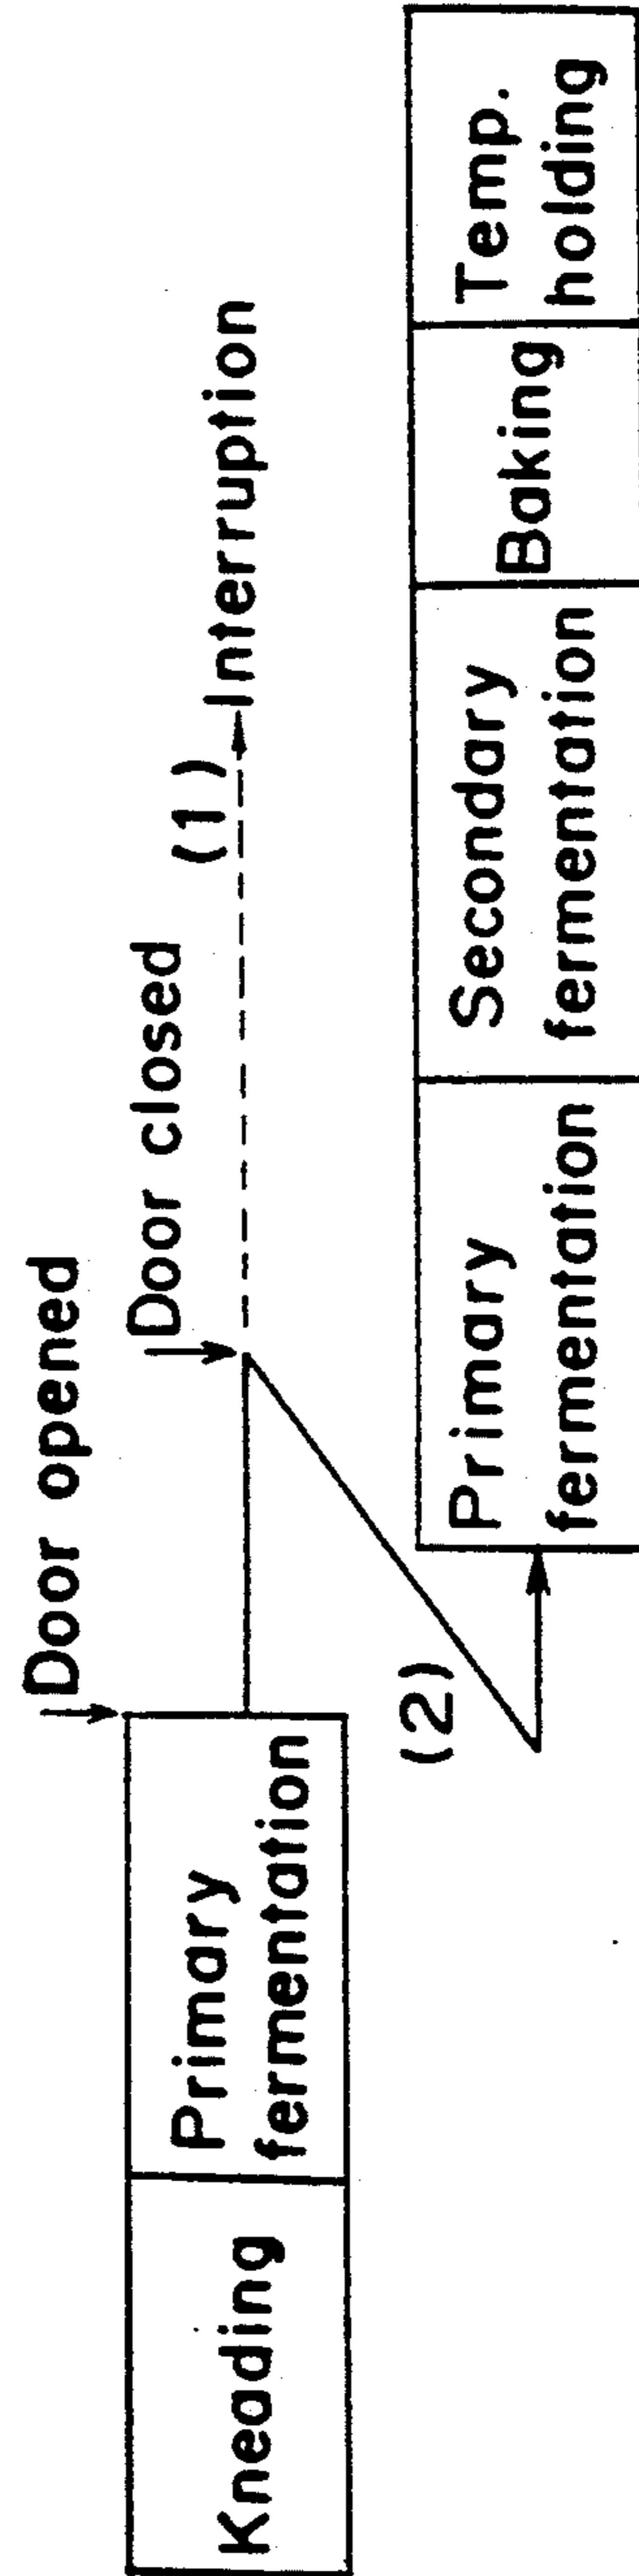 Door opened
Door closed
(1)
Interruption
Kneading
Primary
fermentation
(2)
Primary
fermentation
Secondary
fermentation
Baking
Temp.
holding